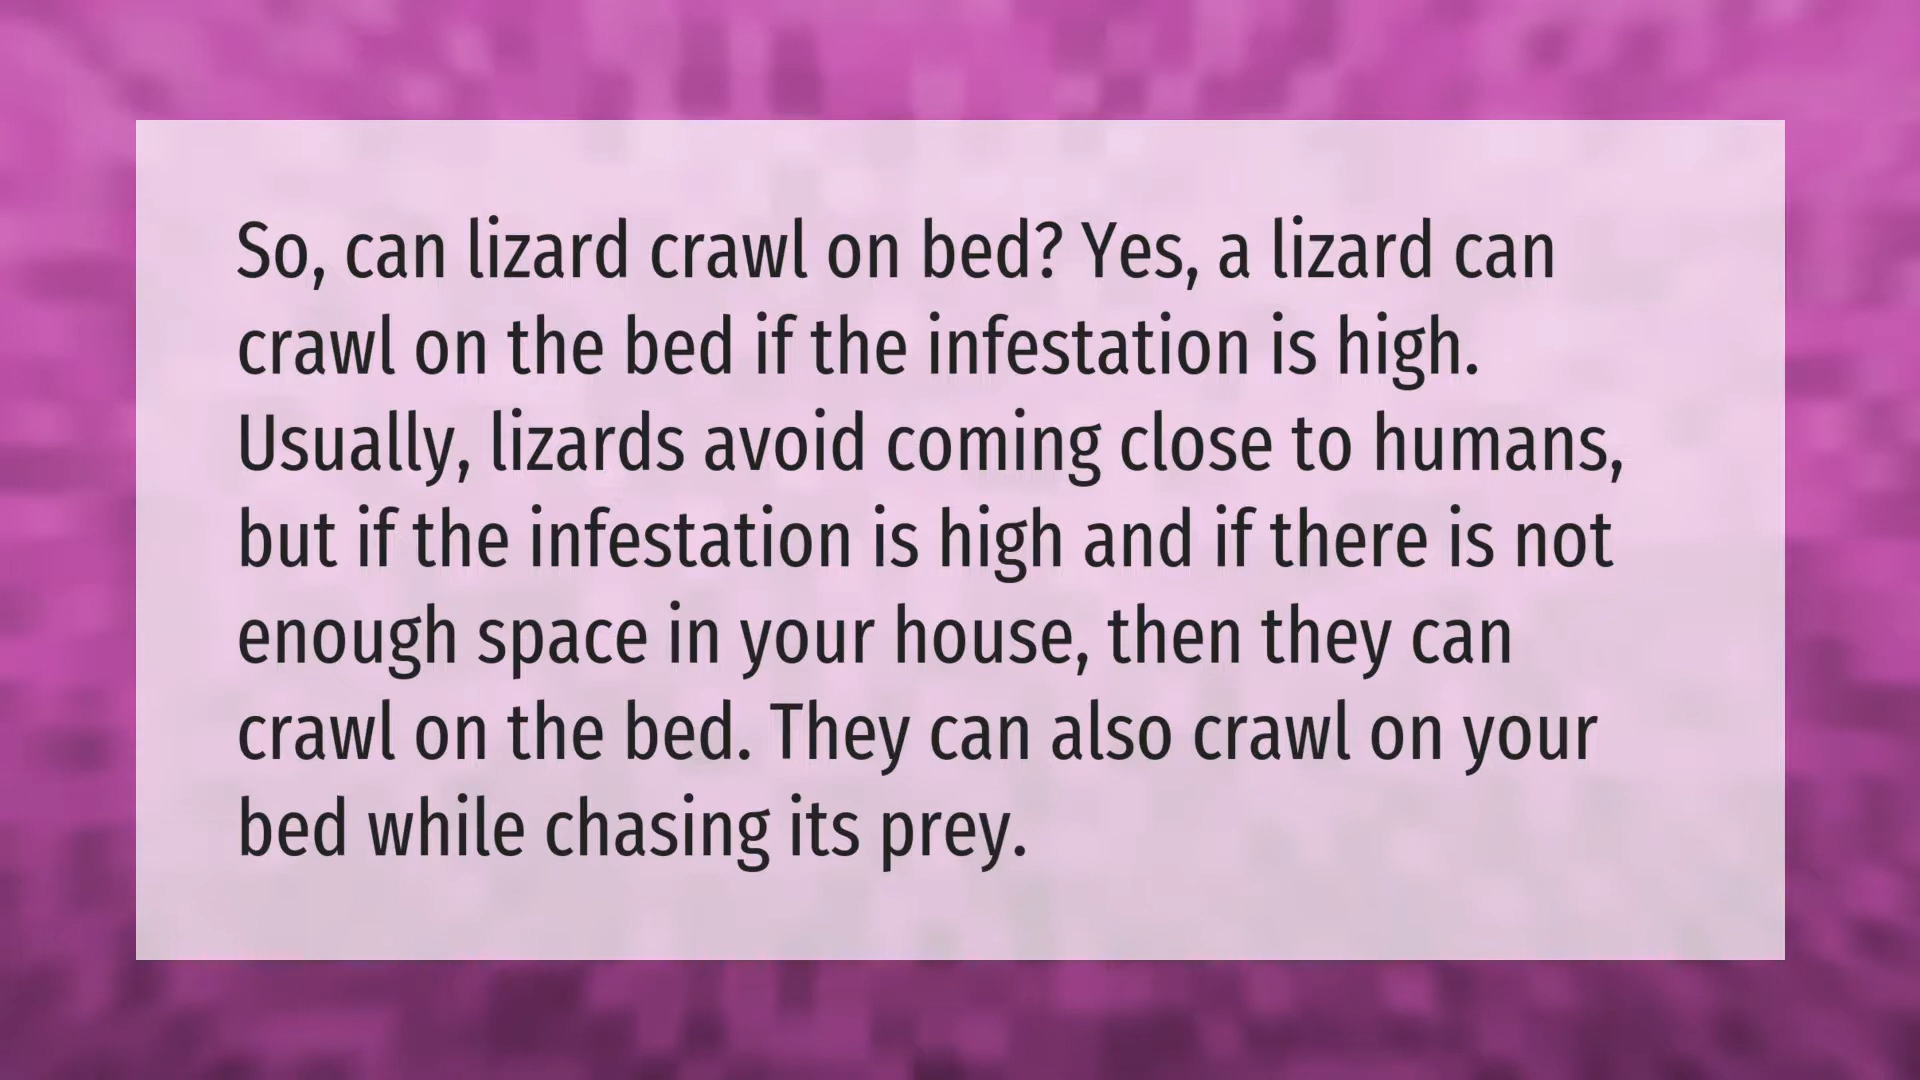 So, can lizard crawl on bed? Yes, a lizard can
crawl on the bed if the infestation is high.
Usually, lizards avoid coming close to humans,
but if the infestation is high and if there is not
enough space in your house, then they can
crawl on the bed. They can also crawl on your
bed while chasing its prey.